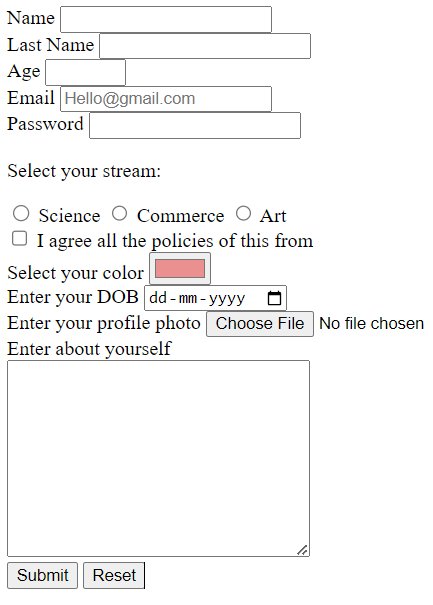 Name
Last Name
Age
Email Hello@gmail.com
Password
Select your stream:
Science Commerce Art
I agree all the policies of this from
Select your color
Enter your DOB dd-mm-yyyy
Enter your profile photo Choose File No file chosen
Enter about yourself
Submit Reset